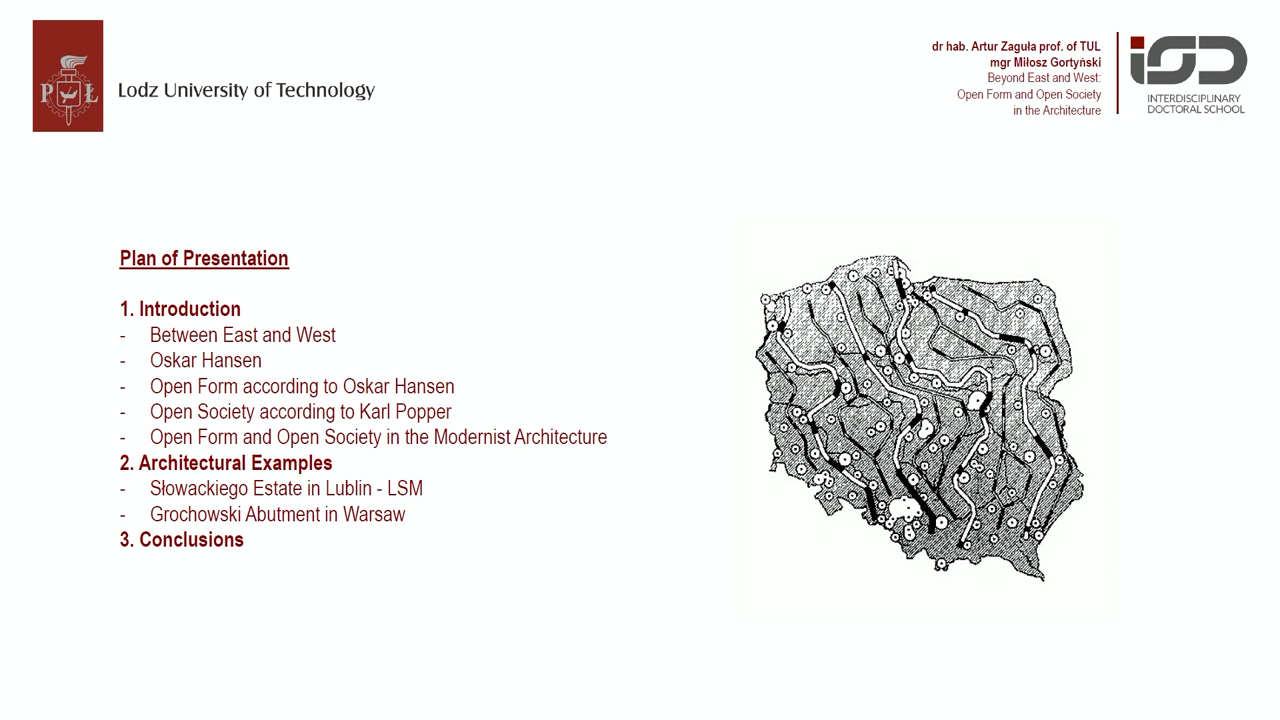 P Ł
Lodz University of Technology
dr hab. Artur Zaguła prof. of TUL
mgr Miłosz Gortyński
Beyond East and West:
Open Form and Open Society
in the Architecture
ISD
INTERDISCIPLINARY
DOCTORAL SCHOOL
Plan of Presentation
1. Introduction
- Between East and West
- Oskar Hansen
- Open Form according to Oskar Hansen
- Open Society according to Karl Popper
- Open Form and Open Society in the Modernist Architecture
2. Architectural Examples
- Słowackiego Estate in Lublin - LSM
- Grochowski Abutment in Warsaw
3. Conclusions